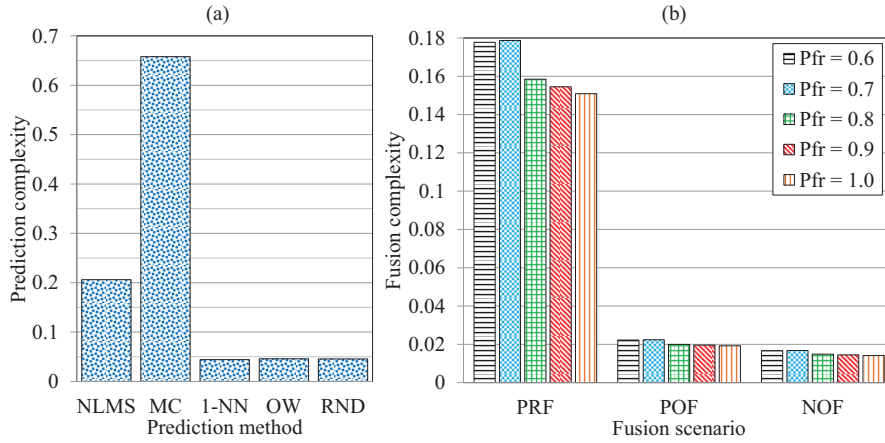 (a)
Prediction complexity
0.7
0.6
0.5
0.4
0.3
0.2
0.1
0
NLMS MC 1-NN OW RND
Prediction method
(b)
Fusion complexity
0.18
0.16
0.14
0.12
0.1
0.08
0.06
0.04
0.02
0
Pfr = 0.6
Pfr = 0.7
Pfr = 0.8
Pfr = 0.9
Pfr = 1.0
PRF POF NOF
Fusion scenario